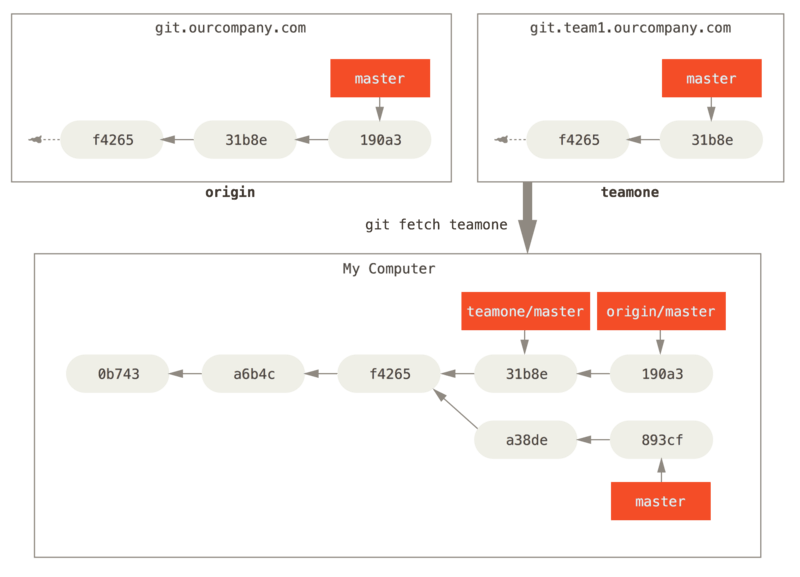 git.ourcompany.com
master
f4265
31b8e
190a3
origin
git.team1.ourcompany.com
master
f4265
31b8e
teamone
git fetch teamone
My Computer
teamone/master
origin/master
0b743
a6b4c
f4265
31b8e
190a3
a38de
893cf
master